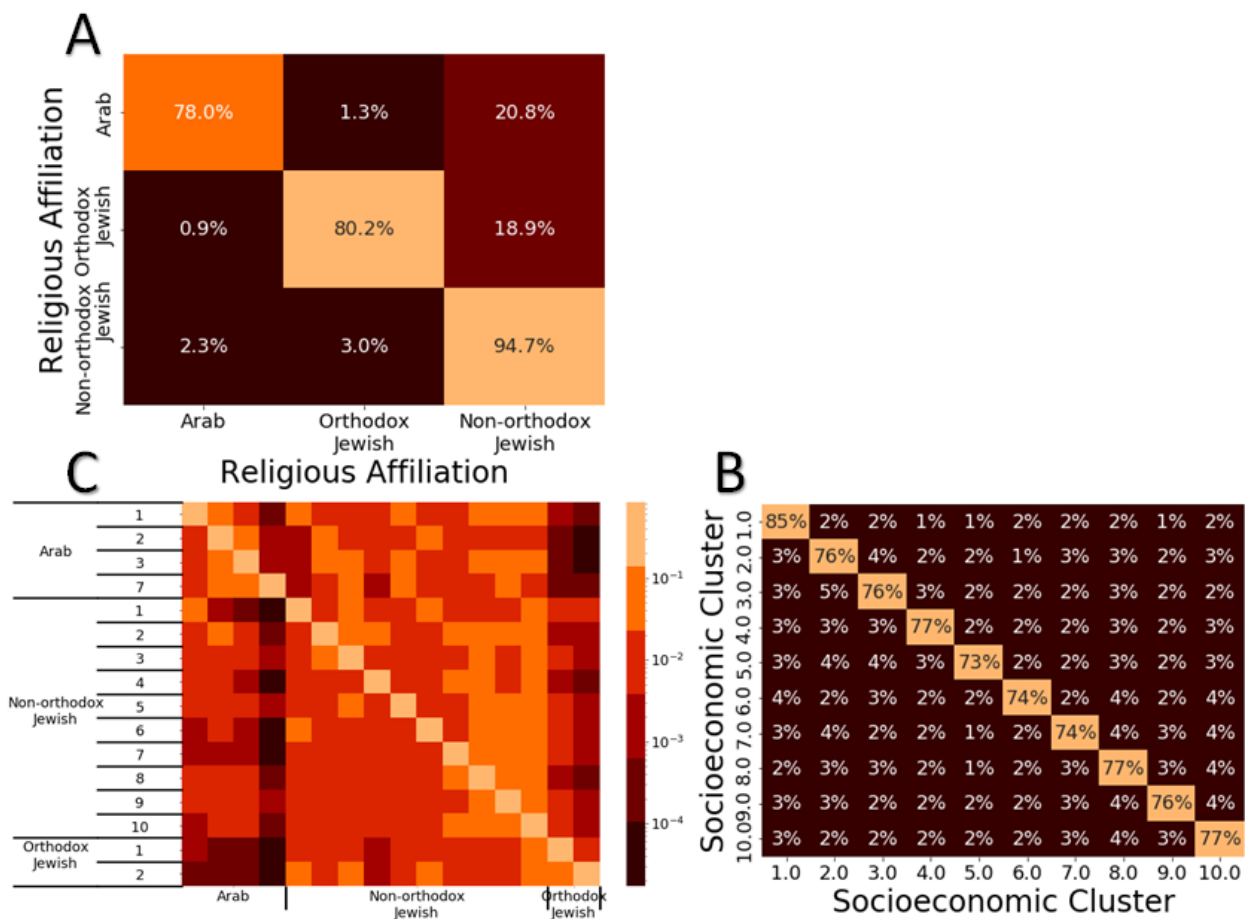 A
Religious Affiliation
Arab
78.0% 1.3% 20.8%
Orthodox
Jewish
0.9% 80.2% 18.9%
Non-orthodox
Jewish
2.3% 3.0% 94.7%
Arab Orthodox Non-orthodox
Jewish Jewish
Religious Affiliation
C
Arab
1
2
3
7
Non-orthodox
Jewish
1
2
3
4
5
6
7
8
9
10
Orthodox
Jewish
1
2
Arab Non-orthodox Orthodox
Jewish Jewish
10⁻¹
10⁻²
10⁻³
10⁻⁴
B
Socioeconomic Cluster
1.0 85% 2% 2% 1% 1% 2% 2% 2% 1% 2%
2.0 3% 76% 4% 2% 2% 1% 3% 3% 2% 3%
3.0 3% 5% 76% 3% 2% 2% 2% 3% 2% 2%
4.0 3% 3% 3% 77% 2% 2% 2% 3% 2% 3%
5.0 3% 4% 4% 3% 73% 2% 2% 3% 2% 3%
6.0 4% 2% 3% 2% 2% 74% 2% 4% 2% 4%
7.0 3% 4% 2% 2% 1% 2% 74% 4% 3% 4%
8.0 2% 3% 3% 2% 1% 2% 3% 77% 3% 4%
9.0 3% 3% 2% 2% 2% 2% 3% 4% 76% 4%
10.0 3% 2% 2% 2% 2% 2% 3% 4% 3% 77%
1.0 2.0 3.0 4.0 5.0 6.0 7.0 8.0 9.0 10.0
Socioeconomic Cluster